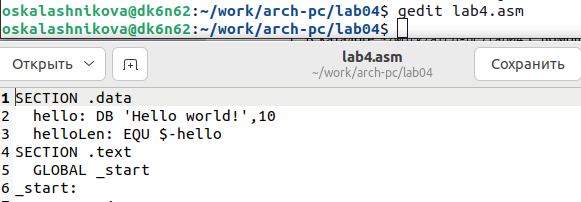 oskalashnikova@dk6n62:~/work/arch-pc/lab04$ gedit lab4.asm
oskalashnikova@dk6n62:~/work/arch-pc/lab04$
Открыть
lab4.asm
~/work/arch-pc/lab04
Сохранить
1 SECTION .data
2 hello: DB 'Hello world!',10
3 helloLen: EQU $-hello
4 SECTION .text
5 GLOBAL _start
6 _start: